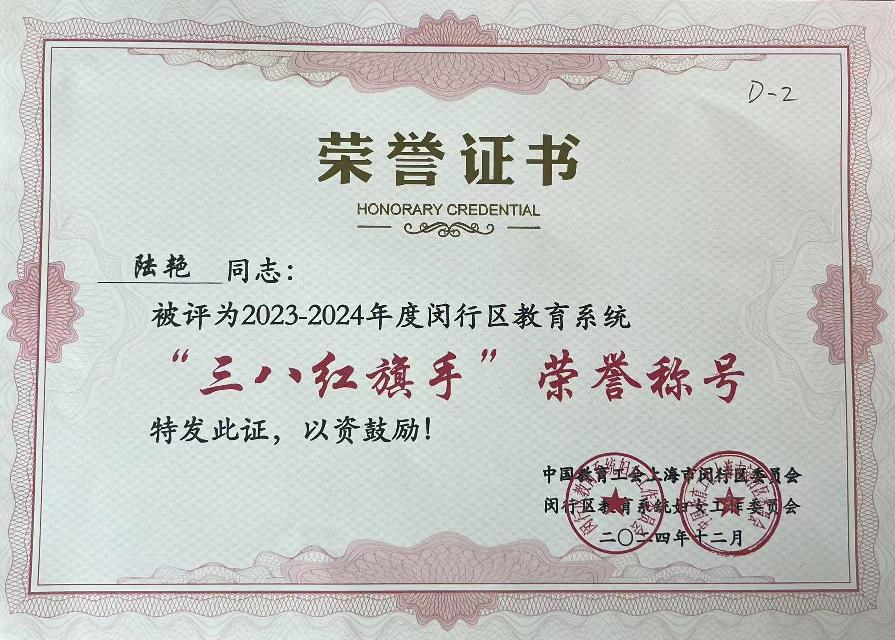 D-2
荣誉证书
HONORARY CREDENTIAL
陆艳 同志：
被评为2023-2024年度闵行区教育系统
“三八红旗手”荣誉称号
特发此证，以资鼓励！
中国教育工会上海市闵行区委员会
闵行区教育系统妇女工作委员会
二〇二四年十二月